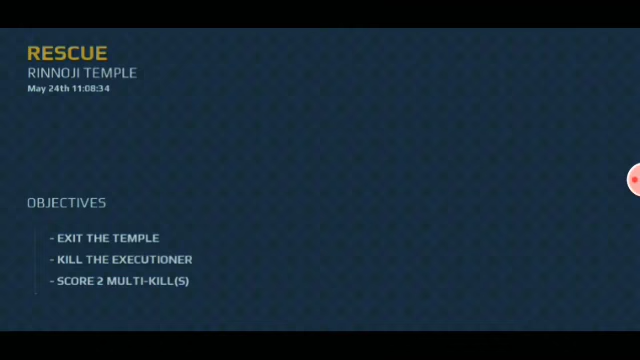 RESCUE
RINNOJI TEMPLE
May 24th 11:08:34
OBJECTIVES
- EXIT THE TEMPLE
- KILL THE EXECUTIONER
- SCORE 2 MULTI-KILL(S)